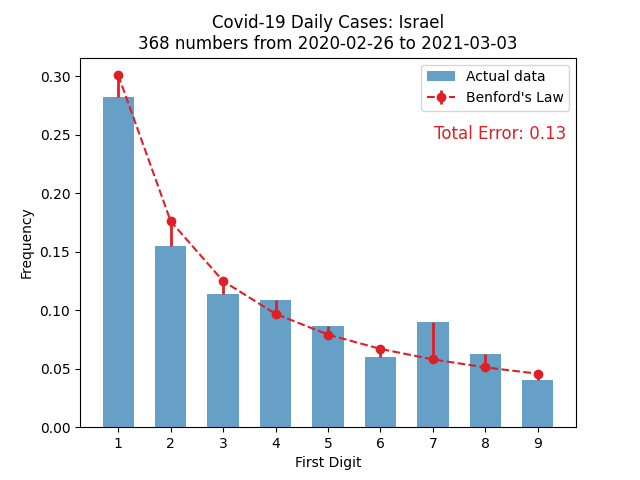 Covid-19 Daily Cases: Israel
368 numbers from 2020-02-26 to 2021-03-03
Actual data
Benford's Law
Total Error: 0.13
Frequency
0.30
0.25
0.20
0.15
0.10
0.05
0.00
1 2 3 4 5 6 7 8 9
First Digit